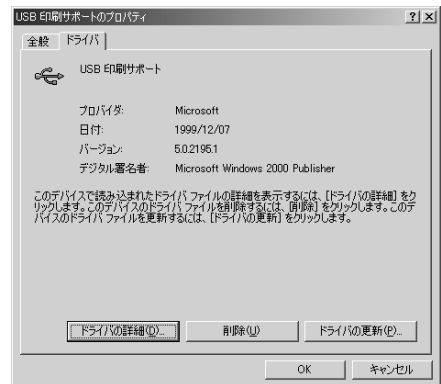 USB 印刷サポートのプロパティ
全般 ドライバ
USB 印刷サポート
プロバイダ: Microsoft
日付: 1999/12/07
バージョン: 5.0.2195.1
デジタル署名者: Microsoft Windows 2000 Publisher
このデバイスで読み込まれたドライバ ファイルの詳細を表示するには、[ドライバの詳細] をク
リックします。このデバイスのドライバ ファイルを削除するには、[削除] をクリックします。このデ
バイスのドライバ ファイルを更新するには、[ドライバの更新] をクリックします。
ドライバの詳細(D)... 削除(U) ドライバの更新(P)...
OK キャンセル